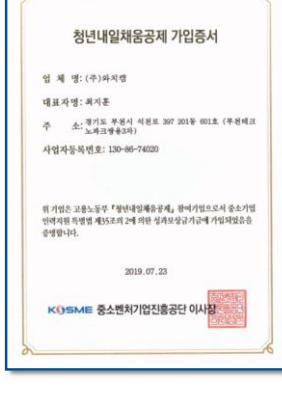 청년내일채움공제 가입증서
업 체 명: (주)와치캠
대표자명: 최지훈
주 소: 경기도 부천시 석천로 397 201동 601호 (부천테크
노파크쌍용3차)
사업자등록번호: 130-86-74020
위 기업은 고용노동부 『청년내일채움공제』 참여기업으로서 중소기업
인력지원 특별법 제35조의 2에 의한 성과보상금기금에 가입되었음을
증명합니다.
2019.07.23
KOSME 중소벤처기업진흥공단 이사장